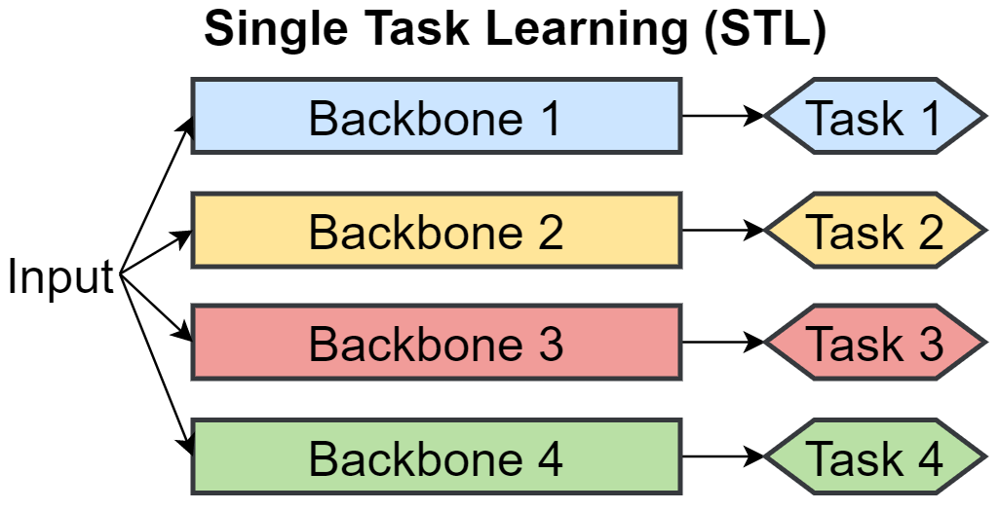 Single Task Learning (STL)
Backbone 1
Task 1
Backbone 2
Task 2
Input
Backbone 3
Task 3
Backbone 4
Task 4